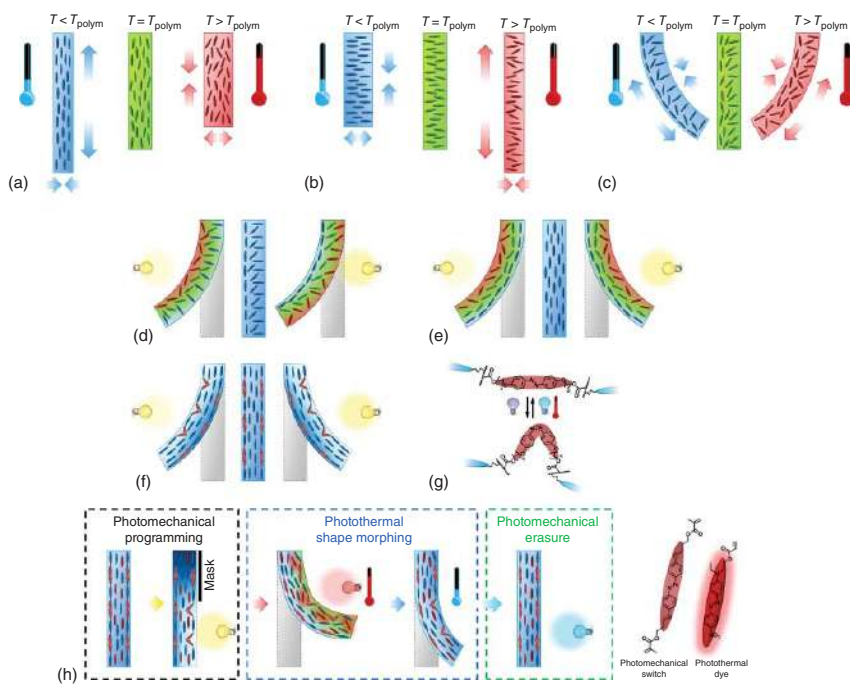 T < Tpolym T = Tpolym T > Tpolym
(a)
T < Tpolym T = Tpolym T > Tpolym
(b)
T < Tpolym T = Tpolym T > Tpolym
(c)
(d)
(e)
(f)
(g)
Photomechanical
programming
Mask
Photothermal
shape morphing
Photomechanical
erasure
(h)
Photomechanical
switch
Photothermal
dye